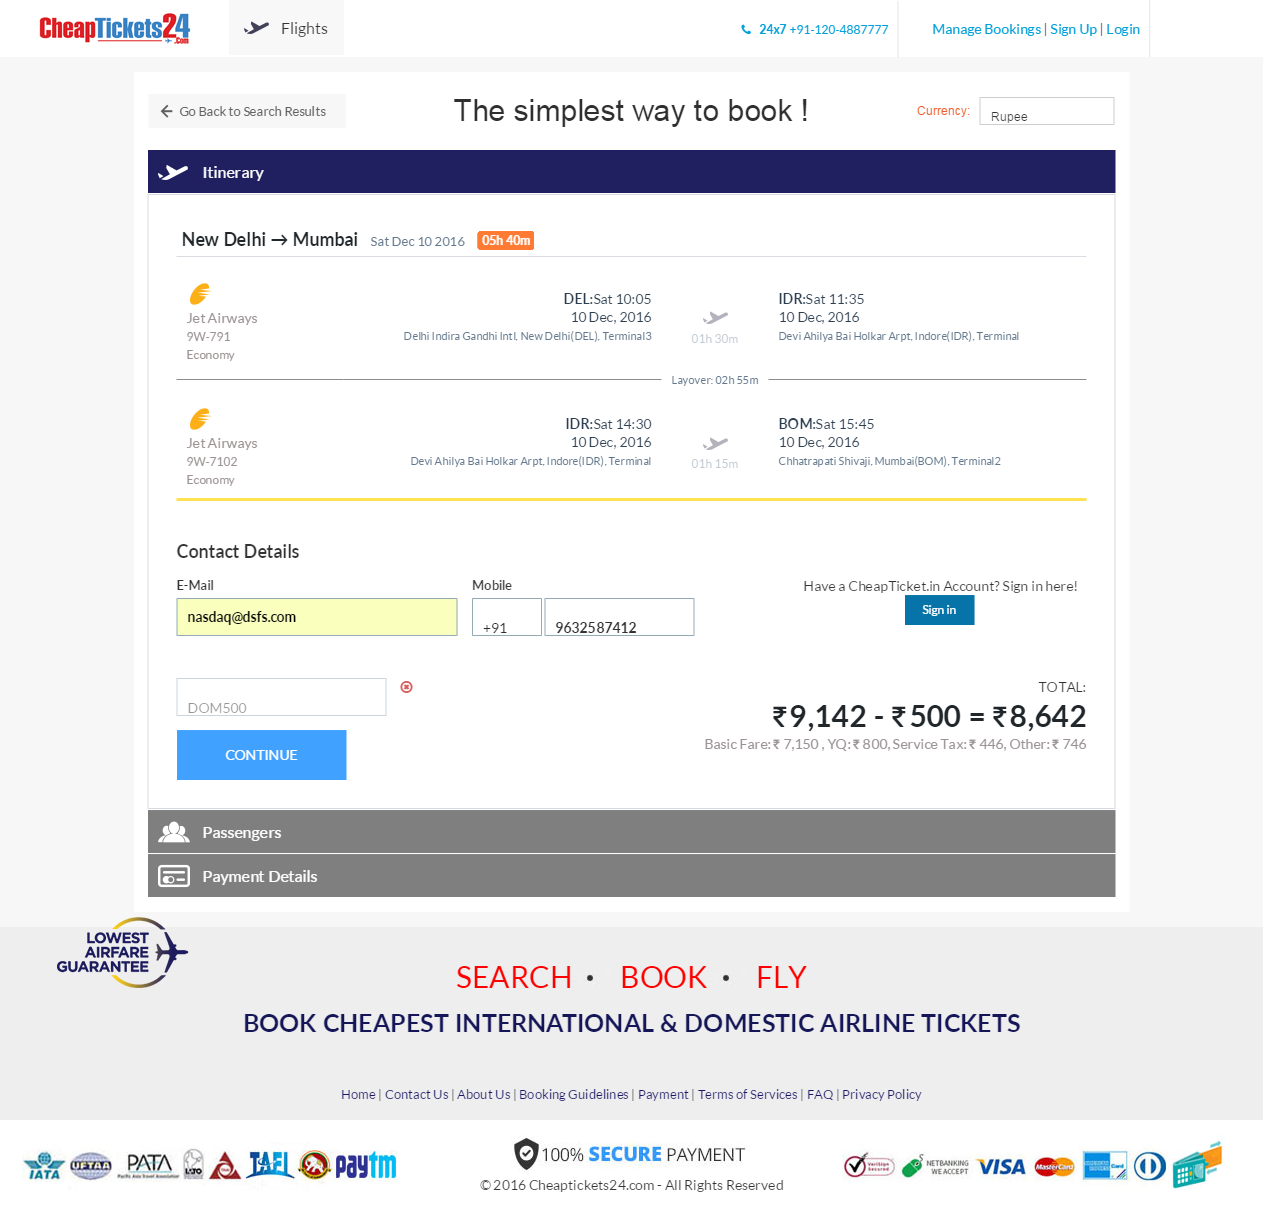 CheapTickets24.com
Flights
24x7 +91-120-4887777
Manage Bookings | Sign Up | Login
Go Back to Search Results
The simplest way to book !
Currency:
Rupee
Itinerary
New Delhi → Mumbai Sat Dec 10 2016 05h 40m
Jet Airways
9W-791
Economy
DEL:Sat 10:05
10 Dec, 2016
Delhi Indira Gandhi Intl, New Delhi(DEL), Terminal3
01h 30m
IDR:Sat 11:35
10 Dec, 2016
Devi Ahilya Bai Holkar Arpt, Indore(IDR), Terminal
Layover: 02h 55m
Jet Airways
9W-7102
Economy
IDR:Sat 14:30
10 Dec, 2016
Devi Ahilya Bai Holkar Arpt, Indore(IDR), Terminal
01h 15m
BOM:Sat 15:45
10 Dec, 2016
Chhatrapati Shivaji, Mumbai(BOM), Terminal2
Contact Details
E-Mail
nasdaq@dsfs.com
Mobile
+91
9632587412
Have a CheapTicket.in Account? Sign in here!
Sign in
DOM500
TOTAL:
₹9,142 - ₹500 = ₹8,642
Basic Fare: ₹ 7,150 , YQ: ₹ 800, Service Tax: ₹ 446, Other: ₹ 746
CONTINUE
Passengers
Payment Details
LOWEST
AIRFARE
GUARANTEE
SEARCH • BOOK • FLY
BOOK CHEAPEST INTERNATIONAL & DOMESTIC AIRLINE TICKETS
Home | Contact Us | About Us | Booking Guidelines | Payment | Terms of Services | FAQ | Privacy Policy
IATA
UFTAA
PATA
Pacific Asia Travel Association
IATO
TAFI
paytm
100% SECURE PAYMENT
© 2016 Cheaptickets24.com - All Rights Reserved
VeriSign
Secured
NETBANKING
WE ACCEPT
VISA
MasterCard